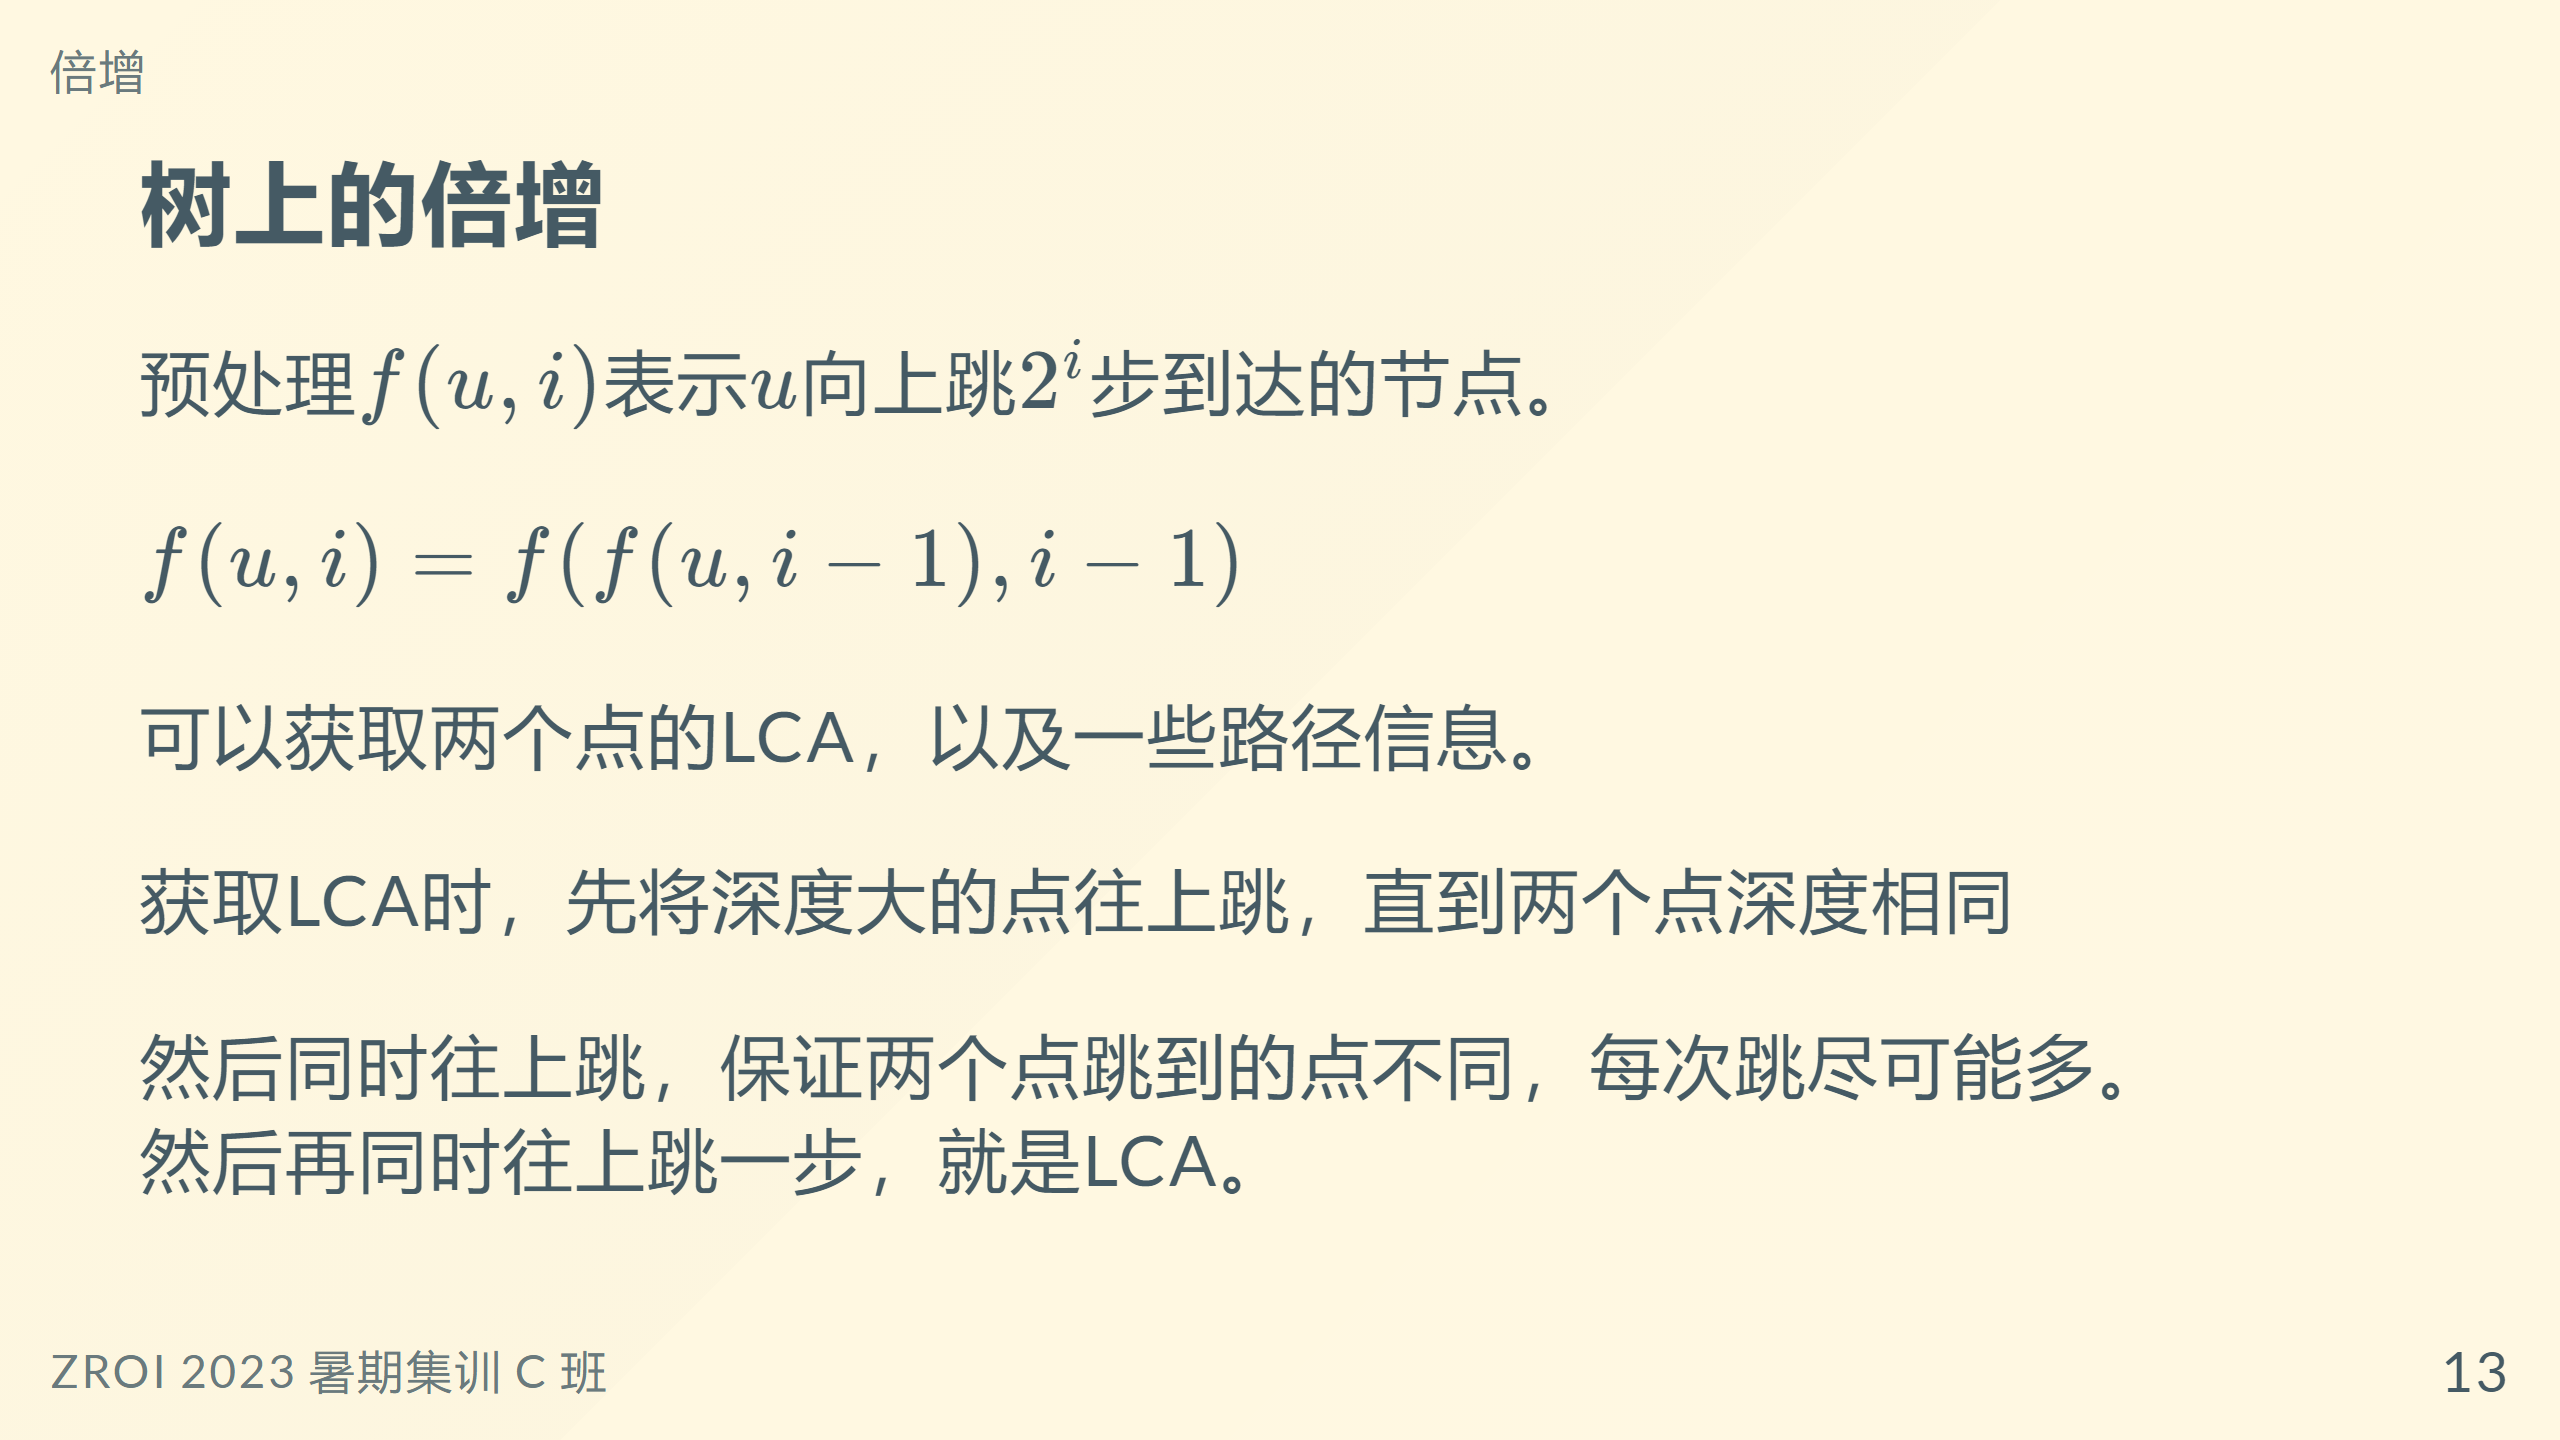 倍增
树上的倍增
预处理f(u, i)表示u向上跳2^i步到达的节点。
f(u, i) = f(f(u, i − 1), i − 1)
可以获取两个点的LCA，以及一些路径信息。
获取LCA时，先将深度大的点往上跳，直到两个点深度相同
然后同时往上跳，保证两个点跳到的点不同，每次跳尽可能多。
然后再同时往上跳一步，就是LCA。
ZROI 2023 暑期集训 C 班
13